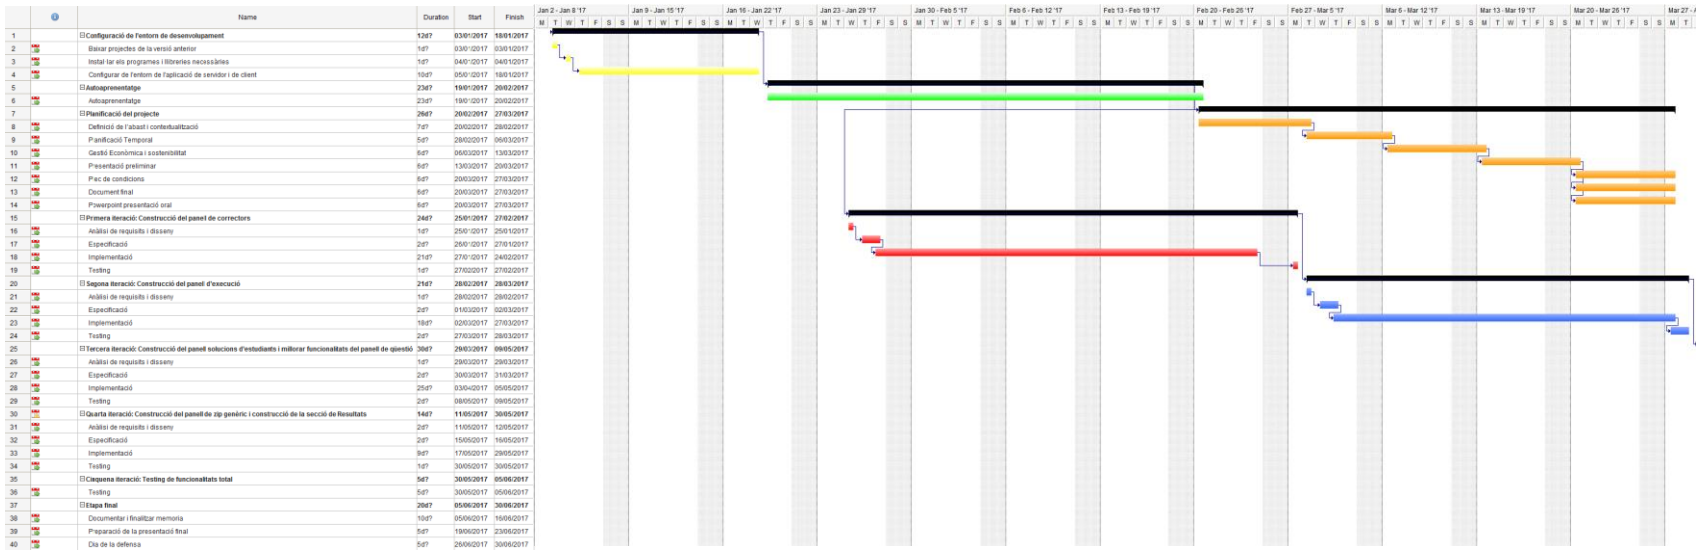 Name Duration Start Finish
Jan 2 - Jan 8 '17 Jan 9 - Jan 15 '17 Jan 16 - Jan 22 '17 Jan 23 - Jan 29 '17 Jan 30 - Feb 5 '17 Feb 6 - Feb 12 '17 Feb 13 - Feb 19 '17 Feb 20 - Feb 26 '17 Feb 27 - Mar 5 '17 Mar 6 - Mar 12 '17 Mar 13 - Mar 19 '17 Mar 20 - Mar 26 '17 Mar 27 -
M T W T F S S M T W T F S S M T W T F S S M T W T F S S M T W T F S S M T W T F S S M T W T F S S M T W T F S S M T W T F S S M T W T F S S M T W T F S S M T W T F S S M T
1 Configuració de l'entorn de desenvolupament 12d? 03/01/2017 18/01/2017
2 Baixar projectes de la versió anterior 1d? 03/01/2017 03/01/2017
3 Instal·lar els programes i llibreries necessàries 1d? 04/01/2017 04/01/2017
4 Configurar de l'entorn de l'aplicació de servidor i de client 10d? 05/01/2017 18/01/2017
5 Autoaprenentatge 23d? 19/01/2017 20/02/2017
6 Autoaprenentatge 23d? 19/01/2017 20/02/2017
7 Planificació del projecte 26d? 20/02/2017 27/03/2017
8 Definició de l'abast i contextualització 7d? 20/02/2017 28/02/2017
9 Planificació Temporal 5d? 28/02/2017 06/03/2017
10 Gestió Econòmica i sostenibilitat 6d? 06/03/2017 13/03/2017
11 Presentació preliminar 6d? 13/03/2017 20/03/2017
12 Plec de condicions 6d? 20/03/2017 27/03/2017
13 Document final 6d? 20/03/2017 27/03/2017
14 Powerpoint presentació oral 6d? 20/03/2017 27/03/2017
15 Primera iteració: Construcció del panel de correctors 24d? 25/01/2017 27/02/2017
16 Anàlisi de requisits i disseny 1d? 25/01/2017 25/01/2017
17 Especificació 2d? 26/01/2017 27/01/2017
18 Implementació 21d? 27/01/2017 24/02/2017
19 Testing 1d? 27/02/2017 27/02/2017
20 Segona iteració: Construcció del panel d'execució 21d? 28/02/2017 28/03/2017
21 Anàlisi de requisits i disseny 1d? 28/02/2017 28/02/2017
22 Especificació 2d? 01/03/2017 02/03/2017
23 Implementació 18d? 02/03/2017 27/03/2017
24 Testing 2d? 27/03/2017 28/03/2017
25 Tercera iteració: Construcció del panell solucions d'estudiants i millorar funcionalitats del panell de qüestió 30d? 29/03/2017 09/05/2017
26 Anàlisi de requisits i disseny 1d? 29/03/2017 29/03/2017
27 Especificació 2d? 30/03/2017 31/03/2017
28 Implementació 25d? 03/04/2017 05/05/2017
29 Testing 2d? 08/05/2017 09/05/2017
30 Quarta iteració: Construcció del panell de zip genèric i construcció de la secció de Resultats 14d? 11/05/2017 30/05/2017
31 Anàlisi de requisits i disseny 2d? 11/05/2017 12/05/2017
32 Especificació 2d? 15/05/2017 16/05/2017
33 Implementació 9d? 17/05/2017 29/05/2017
34 Testing 1d? 30/05/2017 30/05/2017
35 Cinquena iteració: Testing de funcionalitats total 5d? 30/05/2017 05/06/2017
36 Testing 5d? 30/05/2017 05/06/2017
37 Etapa final 20d? 05/06/2017 30/06/2017
38 Documentar i finalitzar memoria 10d? 05/06/2017 16/06/2017
39 Preparació de la presentació final 5d? 19/06/2017 23/06/2017
40 Dia de la defensa 5d? 26/06/2017 30/06/2017